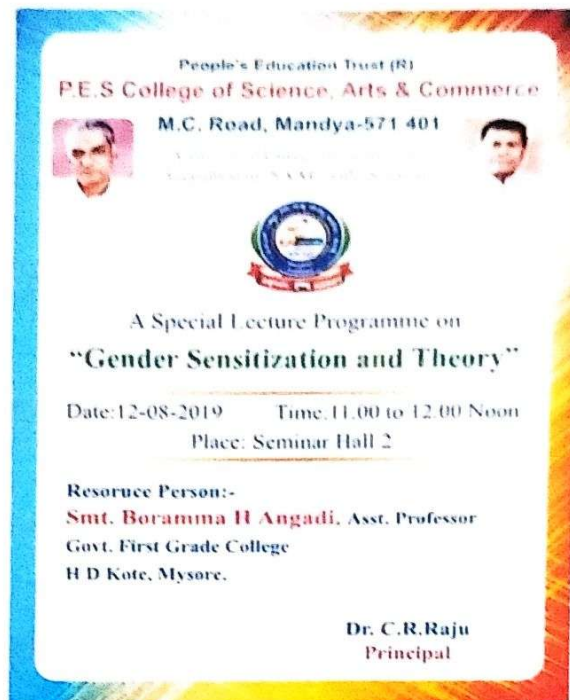 People's Education Trust (R)
P.E.S College of Science, Arts & Commerce
M.C. Road, Mandya-571 401
A Special Lecture Programme on
“Gender Sensitization and Theory”
Date:12-08-2019 Time.11.00 to 12.00 Noon
Place: Seminar Hall 2
Resoruce Person:-
Smt. Boramma H Angadi, Asst. Professor
Govt. First Grade College
H D Kote, Mysore.
Dr. C.R.Raju
Principal